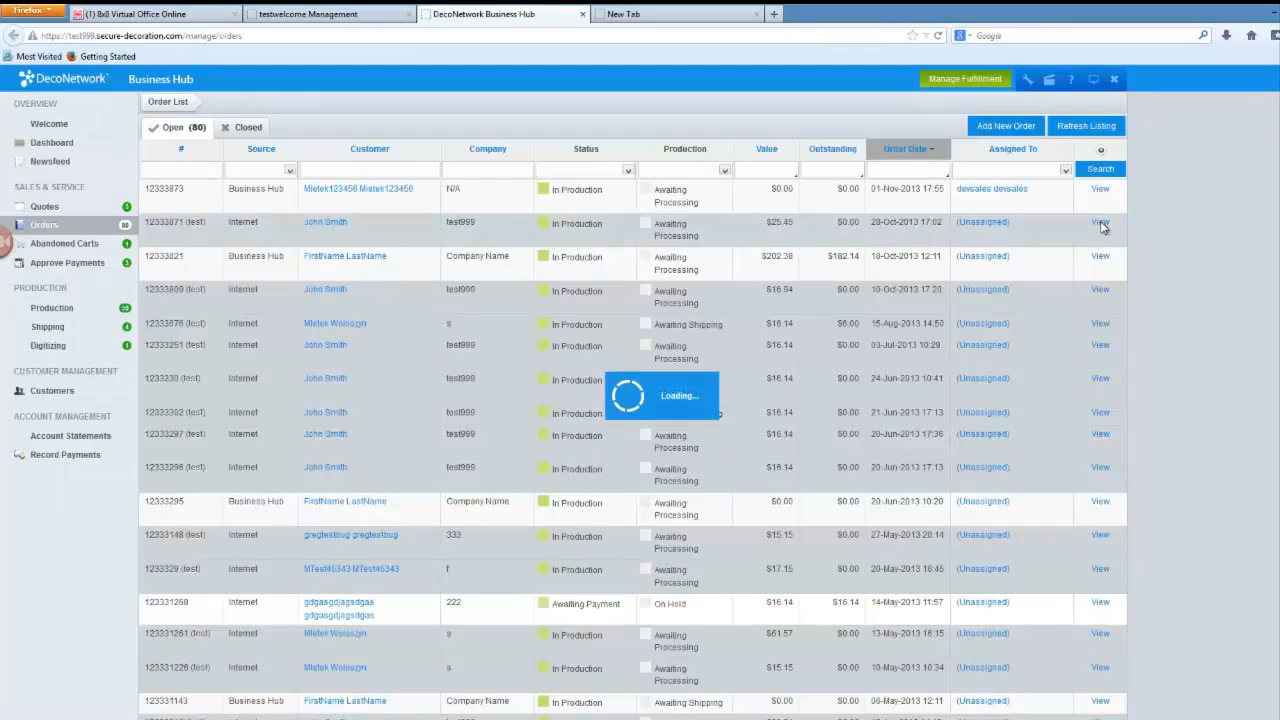 Firefox
(1) 8x8 Virtual Office Online
testwelcome Management
DecoNetwork Business Hub
New Tab
https://test999.secure-decoration.com/manage/orders
Google
Most Visited
Getting Started
DecoNetwork Business Hub
Manage Fulfillment
?
OVERVIEW
Welcome
Dashboard
Newsfeed
SALES & SERVICE
Quotes
Orders 80
Abandoned Carts
Approve Payments
PRODUCTION
Production
Shipping
Digitizing
CUSTOMER MANAGEMENT
Customers
ACCOUNT MANAGEMENT
Account Statements
Record Payments
Order List
Open (80) Closed
Add New Order Refresh Listing
# Source Customer Company Status Production Value Outstanding Order Date Assigned To
Search
12333873 Business Hub Mietek123456 Mietek123456 N/A In Production Awaiting Processing $0.00 01-Nov-2013 17:55 devsales devsales View
12333871 (test) Internet John Smith test999 In Production Awaiting Processing $25.45 $0.00 28-Oct-2013 17:02 (Unassigned) View
12333821 Business Hub FirstName LastName Company Name In Production Awaiting Processing $202.38 $182.14 18-Oct-2013 12:11 (Unassigned) View
12333809 (test) Internet John Smith test999 In Production Awaiting Processing $16.94 $0.00 10-Oct-2013 17:20 (Unassigned) View
12333676 (test) Internet Mietek Woloszyn s In Production Awaiting Shipping $16.14 $6.00 15-Aug-2013 14:50 (Unassigned) View
12333251 (test) Internet John Smith test999 In Production Awaiting Processing $16.14 $0.00 03-Jul-2013 10:29 (Unassigned) View
1233330 (test) Internet John Smith test999 In Production $16.14 $0.00 24-Jun-2013 10:41 (Unassigned) View
Loading...
12333302 (test) Internet John Smith test999 In Production $16.14 $0.00 21-Jun-2013 17:13 (Unassigned) View
12333297 (test) Internet John Smith test999 In Production Awaiting Processing $16.14 $0.00 20-Jun-2013 17:36 (Unassigned) View
12333296 (test) Internet John Smith test999 In Production Awaiting Processing $16.14 $0.00 20-Jun-2013 17:13 (Unassigned) View
12333295 Business Hub FirstName LastName Company Name In Production Awaiting Processing $0.00 $0.00 20-Jun-2013 10:20 (Unassigned) View
12333148 (test) Internet gregtestbug gregtestbug 333 In Production Awaiting Processing $15.15 $0.00 27-May-2013 20:14 (Unassigned) View
1233329 (test) Internet MTest45343 MTest45343 f In Production Awaiting Processing $17.15 $0.00 20-May-2013 16:45 (Unassigned) View
123331268 Internet gdgasgdjagsdgas gdgasgdjagsdgas 222 Awaiting Payment On Hold $16.14 $16.14 14-May-2013 11:57 (Unassigned) View
123331261 (test) Internet Mietek Woloszyn s In Production Awaiting Processing $61.57 $0.00 13-May-2013 16:15 (Unassigned) View
123331226 (test) Internet Mietek Woloszyn s In Production Awaiting Processing $15.15 $0.00 10-May-2013 10:34 (Unassigned) View
123331143 Business Hub FirstName LastName Company Name In Production Awaiting Shipping $0.00 $0.00 06-May-2013 12:11 (Unassigned) View